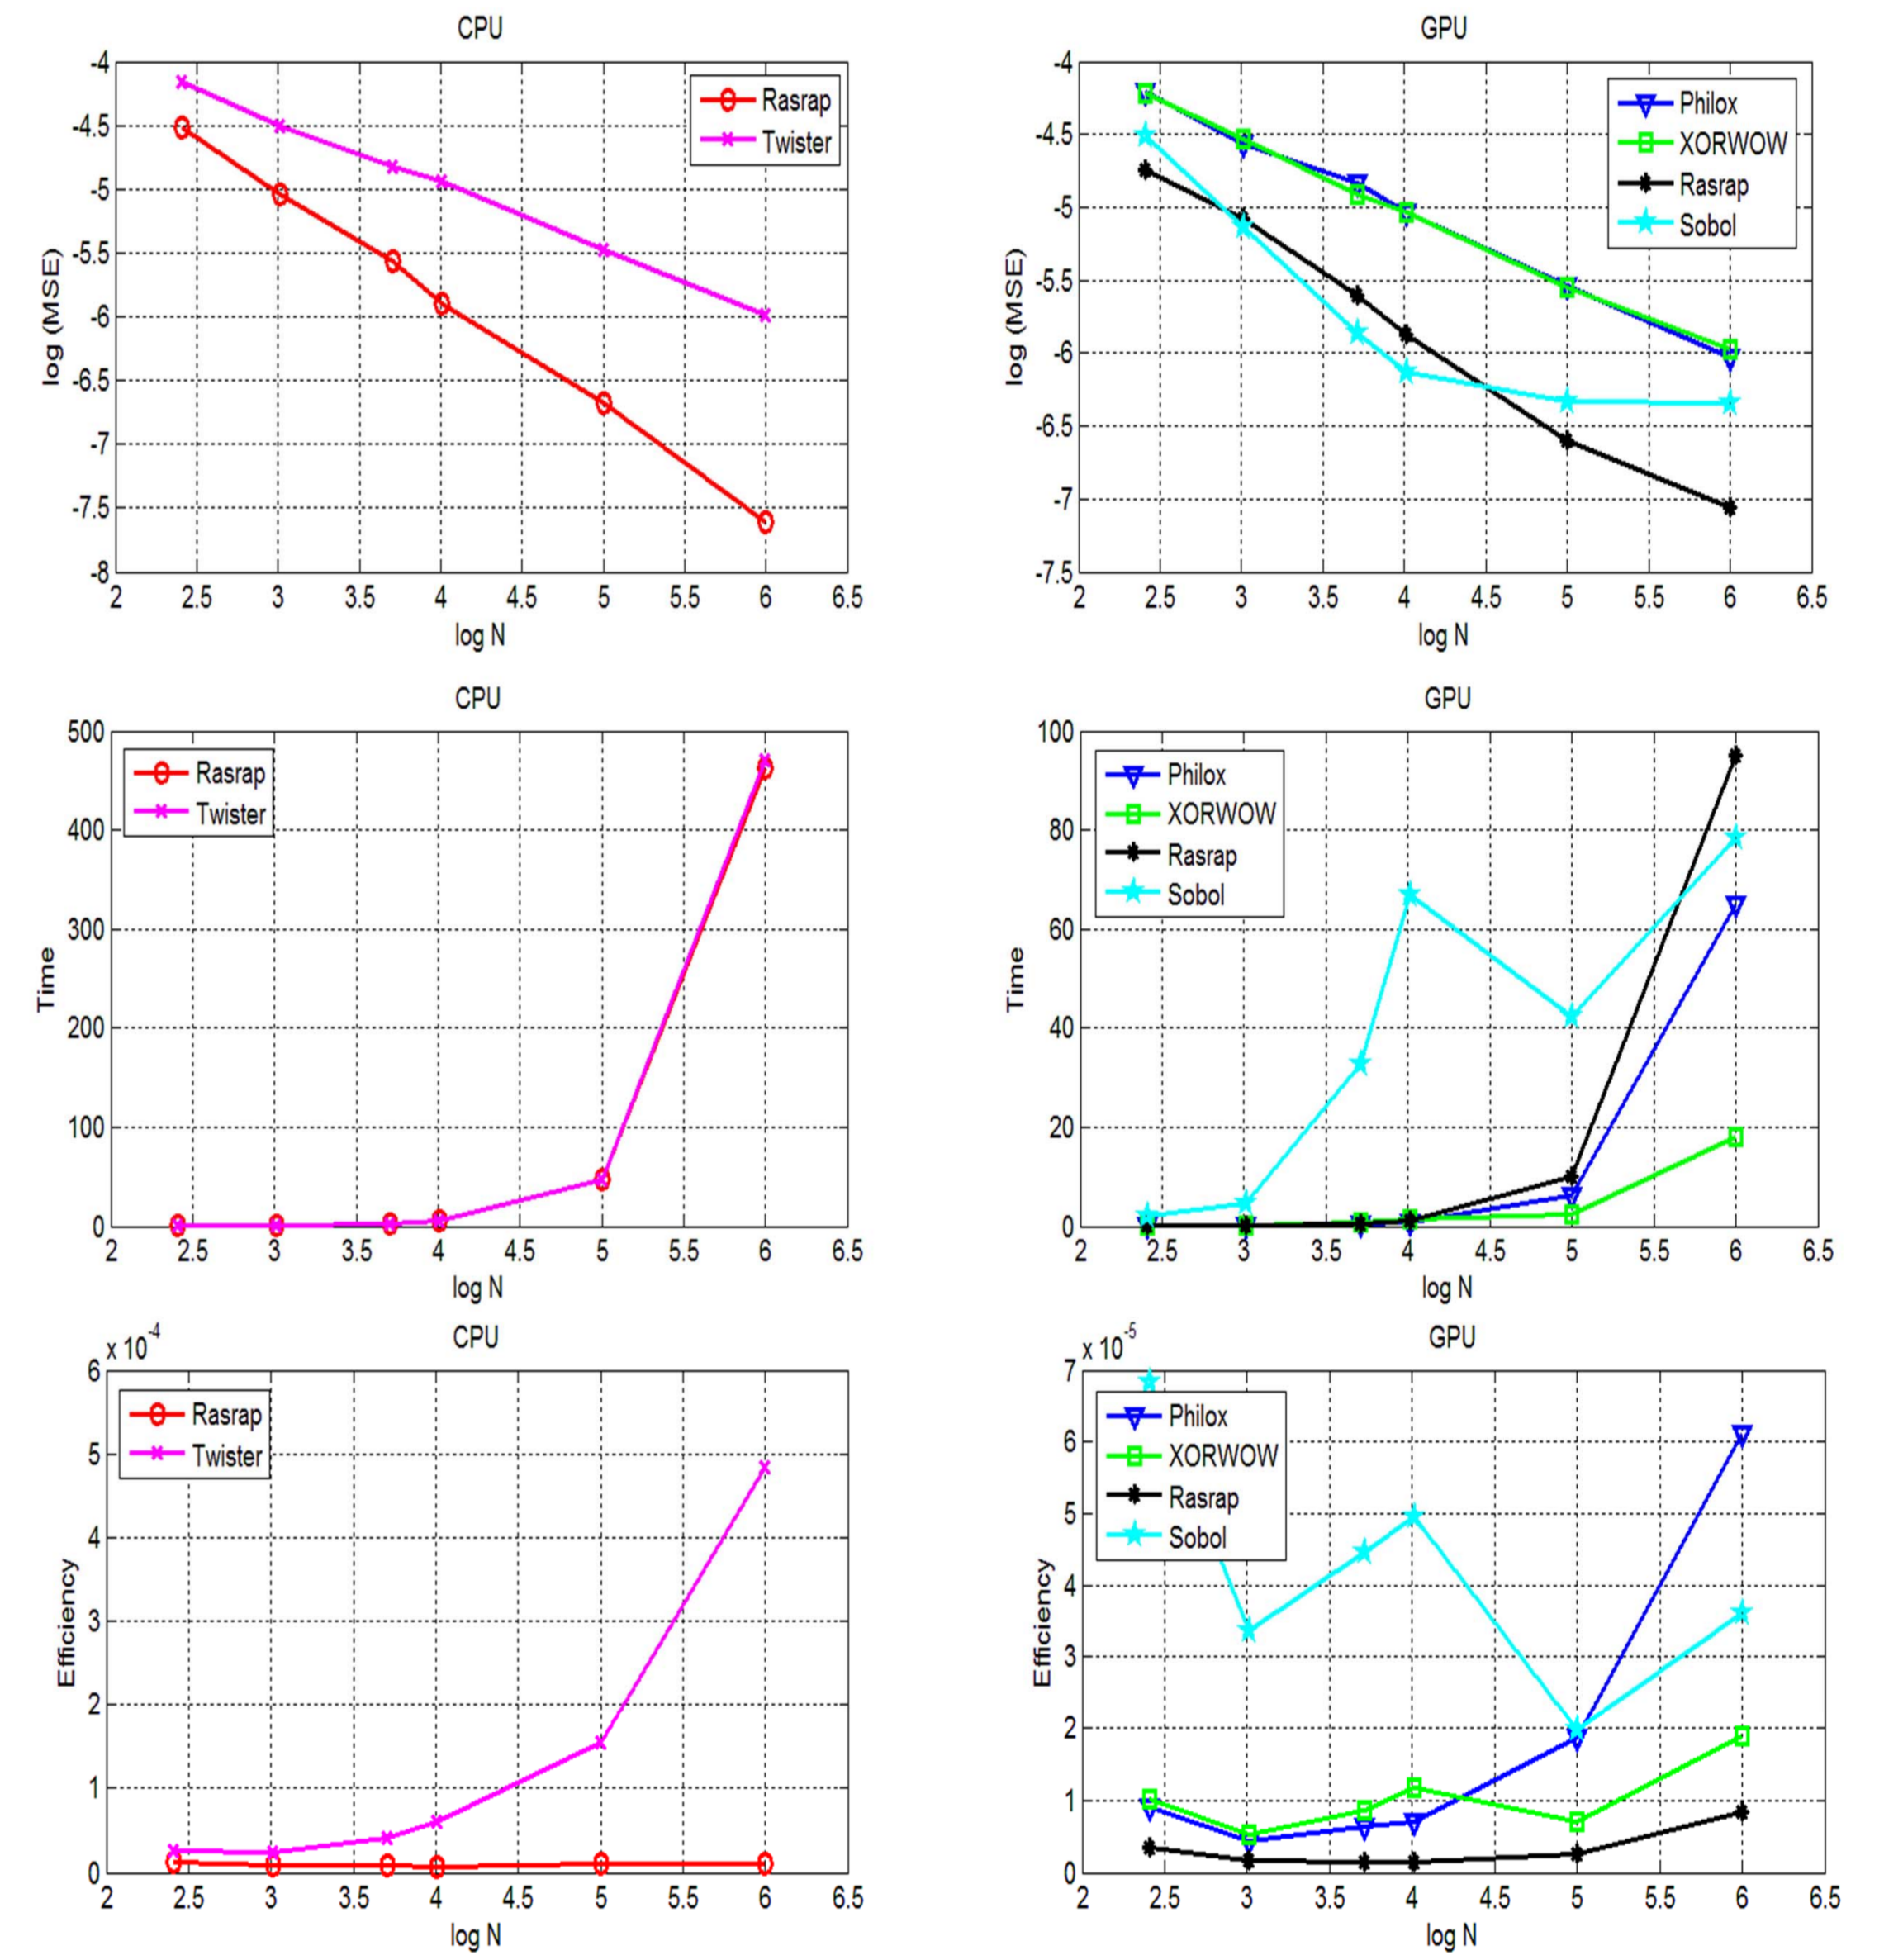 CPU
-4
-4.5
-5
-5.5
-6
-6.5
-7
-7.5
-8
log (MSE)
Rasrap
Twister
2 2.5 3 3.5 4 4.5 5 5.5 6 6.5
log N
GPU
-4
-4.5
-5
-5.5
-6
-6.5
-7
-7.5
log (MSE)
Philox
XORWOW
Rasrap
Sobol
2 2.5 3 3.5 4 4.5 5 5.5 6 6.5
log N
CPU
500
400
300
200
100
0
Time
Rasrap
Twister
2 2.5 3 3.5 4 4.5 5 5.5 6 6.5
log N
GPU
100
80
60
40
20
0
Time
Philox
XORWOW
Rasrap
Sobol
2 2.5 3 3.5 4 4.5 5 5.5 6 6.5
log N
CPU
x 10-4
6
5
4
3
2
1
0
Efficiency
Rasrap
Twister
2 2.5 3 3.5 4 4.5 5 5.5 6 6.5
log N
GPU
x 10-5
7
6
5
4
3
2
1
0
Efficiency
Philox
XORWOW
Rasrap
Sobol
2 2.5 3 3.5 4 4.5 5 5.5 6 6.5
log N